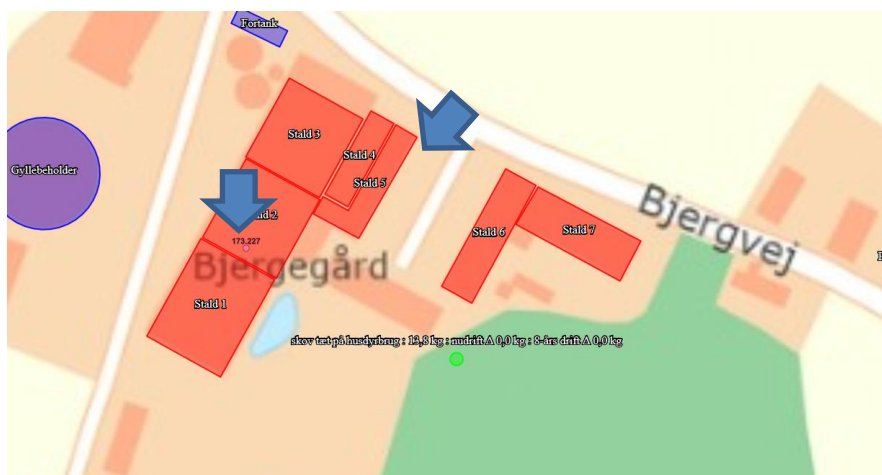 Fortank
Stald 3
Stald 4
Gyllebeholder
Stald 5
ald 2
Bjergvej
Stald 6
Stald 7
173.227
Bjergegård
Stald 1
skov tæt på husdyrbrug : 13,8 kg : nudrift Δ 0,0 kg : 8-års drift Δ 0,0 kg